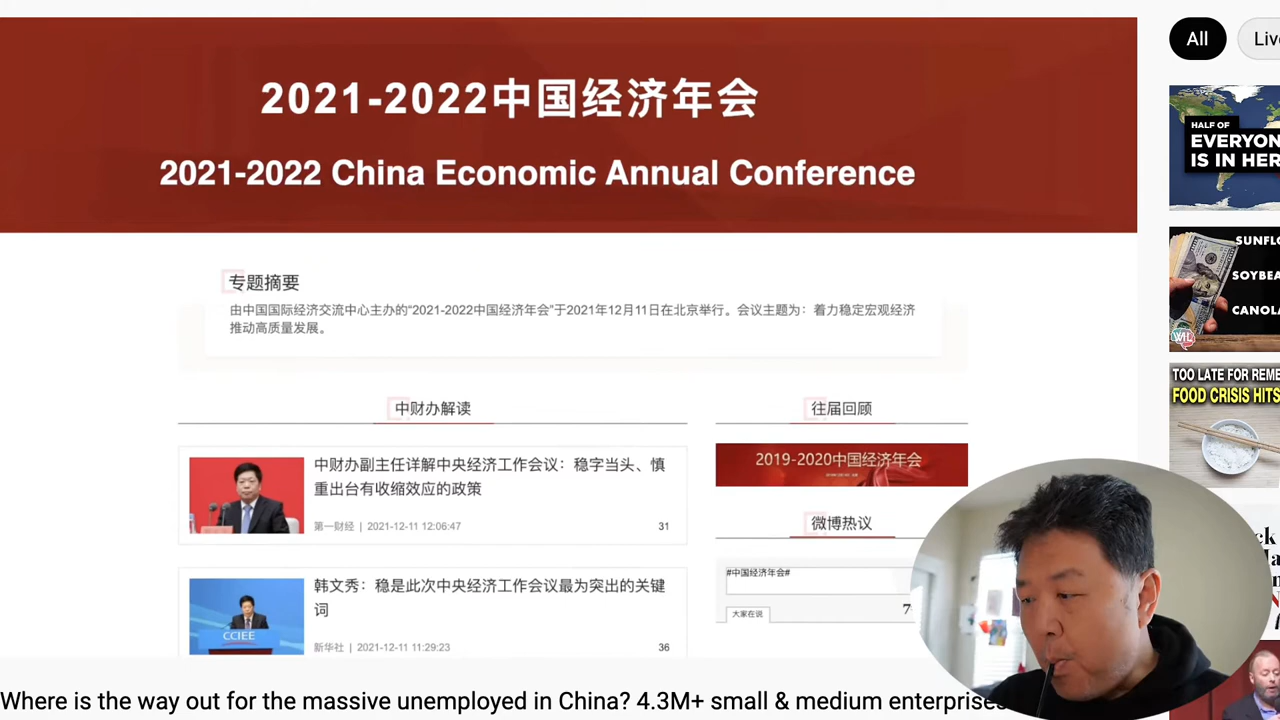 2021-2022中国经济年会
2021-2022 China Economic Annual Conference
专题摘要
由中国国际经济交流中心主办的“2021-2022中国经济年会”于2021年12月11日在北京举行。会议主题为：着力稳定宏观经济
推动高质量发展。
中财办解读
中财办副主任详解中央经济工作会议：稳字当头、慎
重出台有收缩效应的政策
第一财经 | 2021-12-11 12:06:47
31
韩文秀：稳是此次中央经济工作会议最为突出的关键
词
CCIEE
新华社 | 2021-12-11 11:29:23
36
往届回顾
2019-2020中国经济年会
微博热议
#中国经济年会#
大家在说
Where is the way out for the massive unemployed in China? 4.3M+ small & medium enterprises
All
Live
HALF OF
EVERYON
IS IN HER
SUNFLO
SOYBEA
CANOLA
TOO LATE FOR REME
FOOD CRISIS HITS